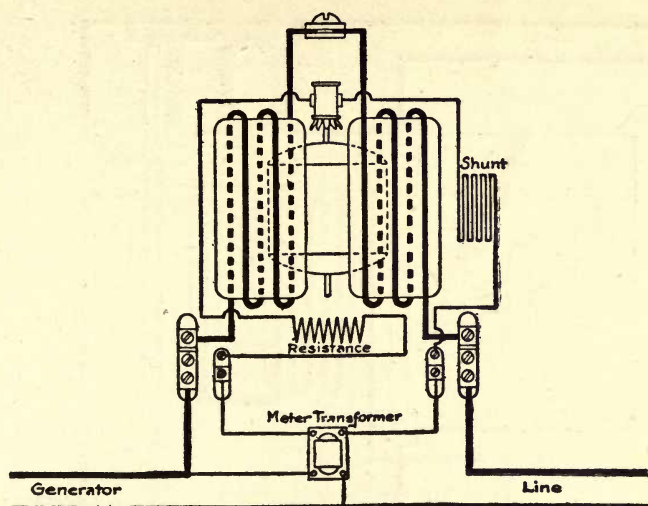 Shunt
Resistance
Meter Transformer
Generator
Line